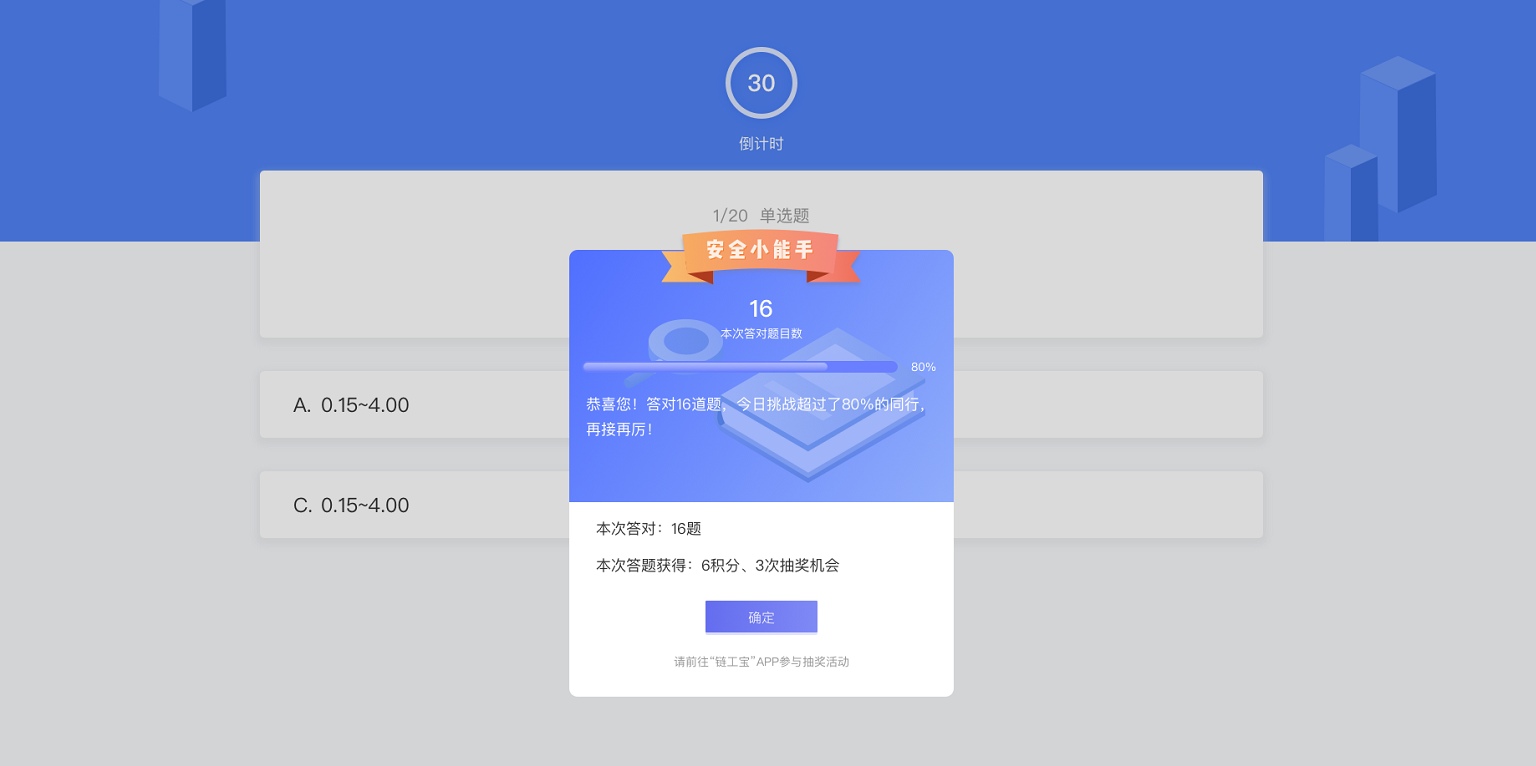 30
倒计时
1/20 单选题
安全小能手
16
本次答对题目数
80%
恭喜您！答对16道题，今日挑战超过了80%的同行，
再接再厉！
A. 0.15~4.00
C. 0.15~4.00
本次答对：16题
本次答题获得：6积分、3次抽奖机会
确定
请前往“链工宝”APP参与抽奖活动